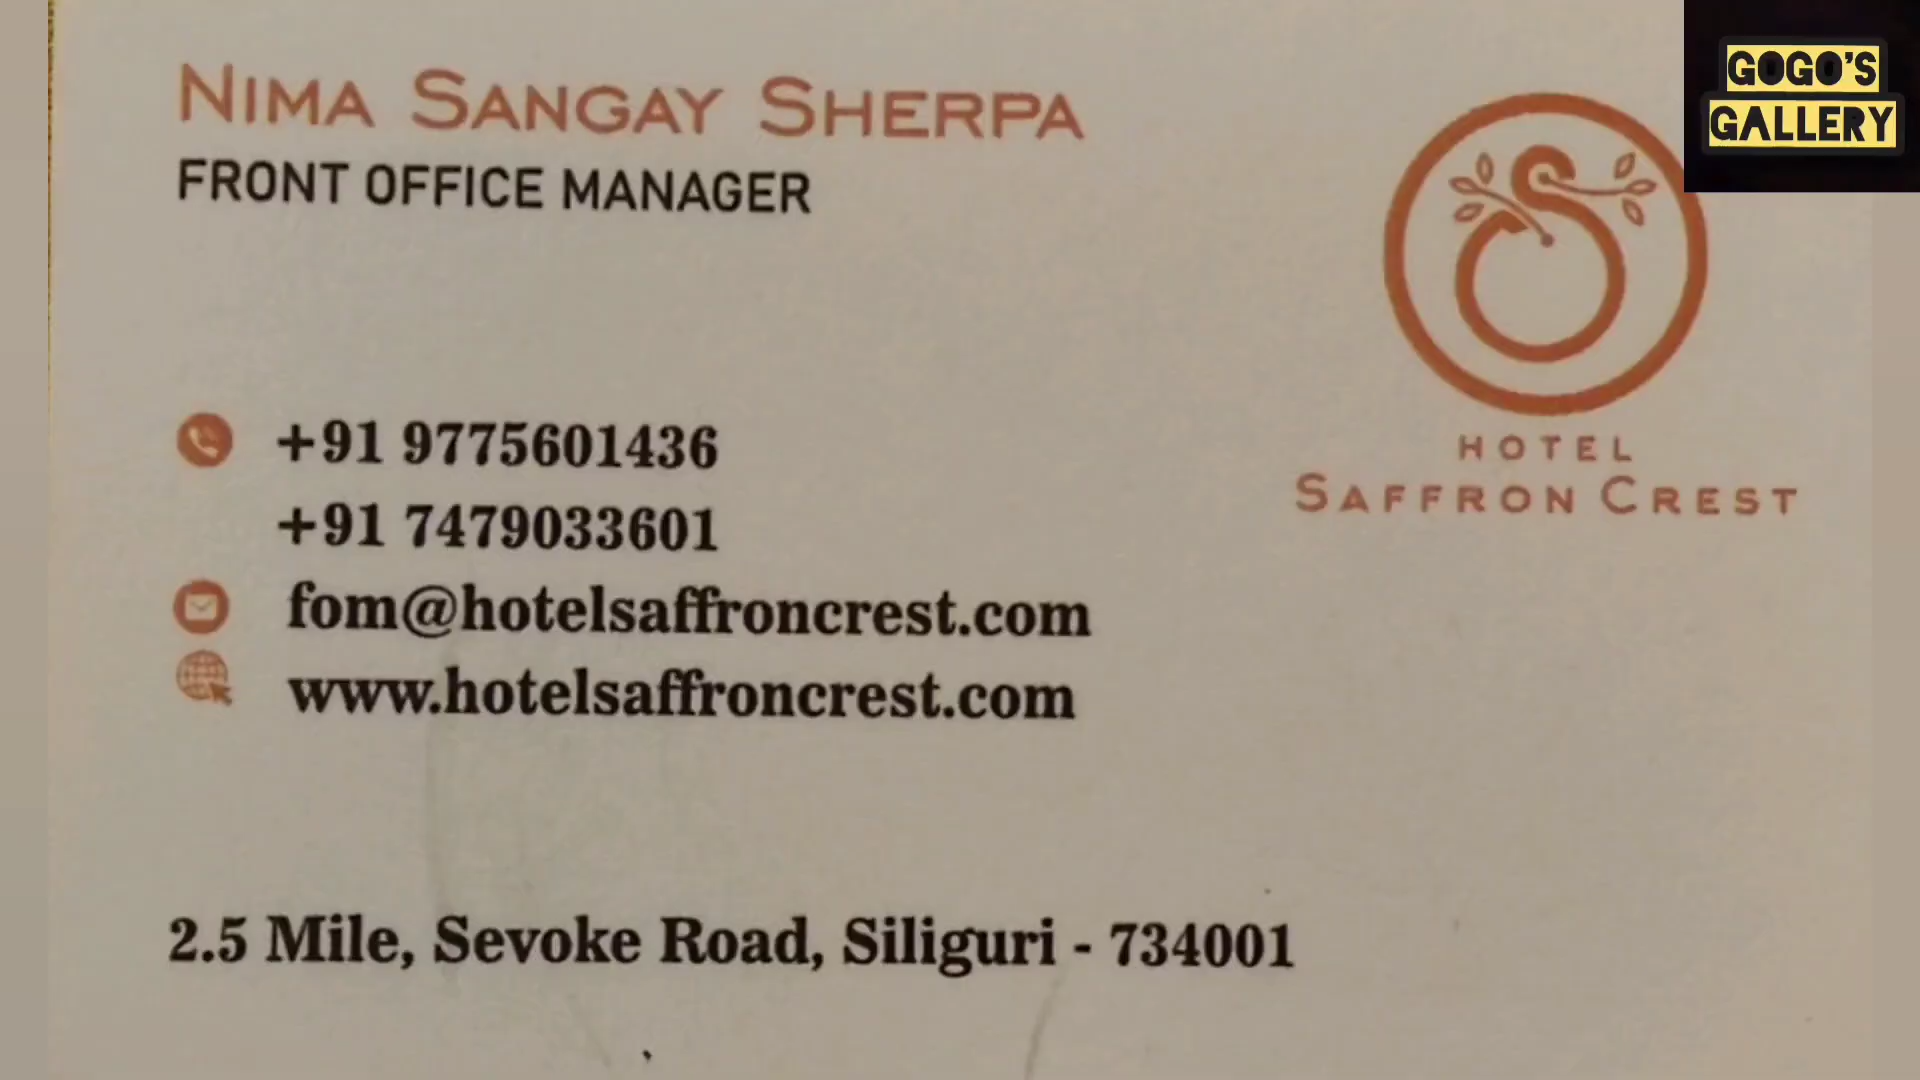 NIMA SANGAY SHERPA
FRONT OFFICE MANAGER
+91 9775601436
+91 7479033601
fom@hotelsaffroncrest.com
www.hotelsaffroncrest.com
2.5 Mile, Sevoke Road, Siliguri - 734001
HOTEL
SAFFRON CREST
GOGO'S
GALLERY